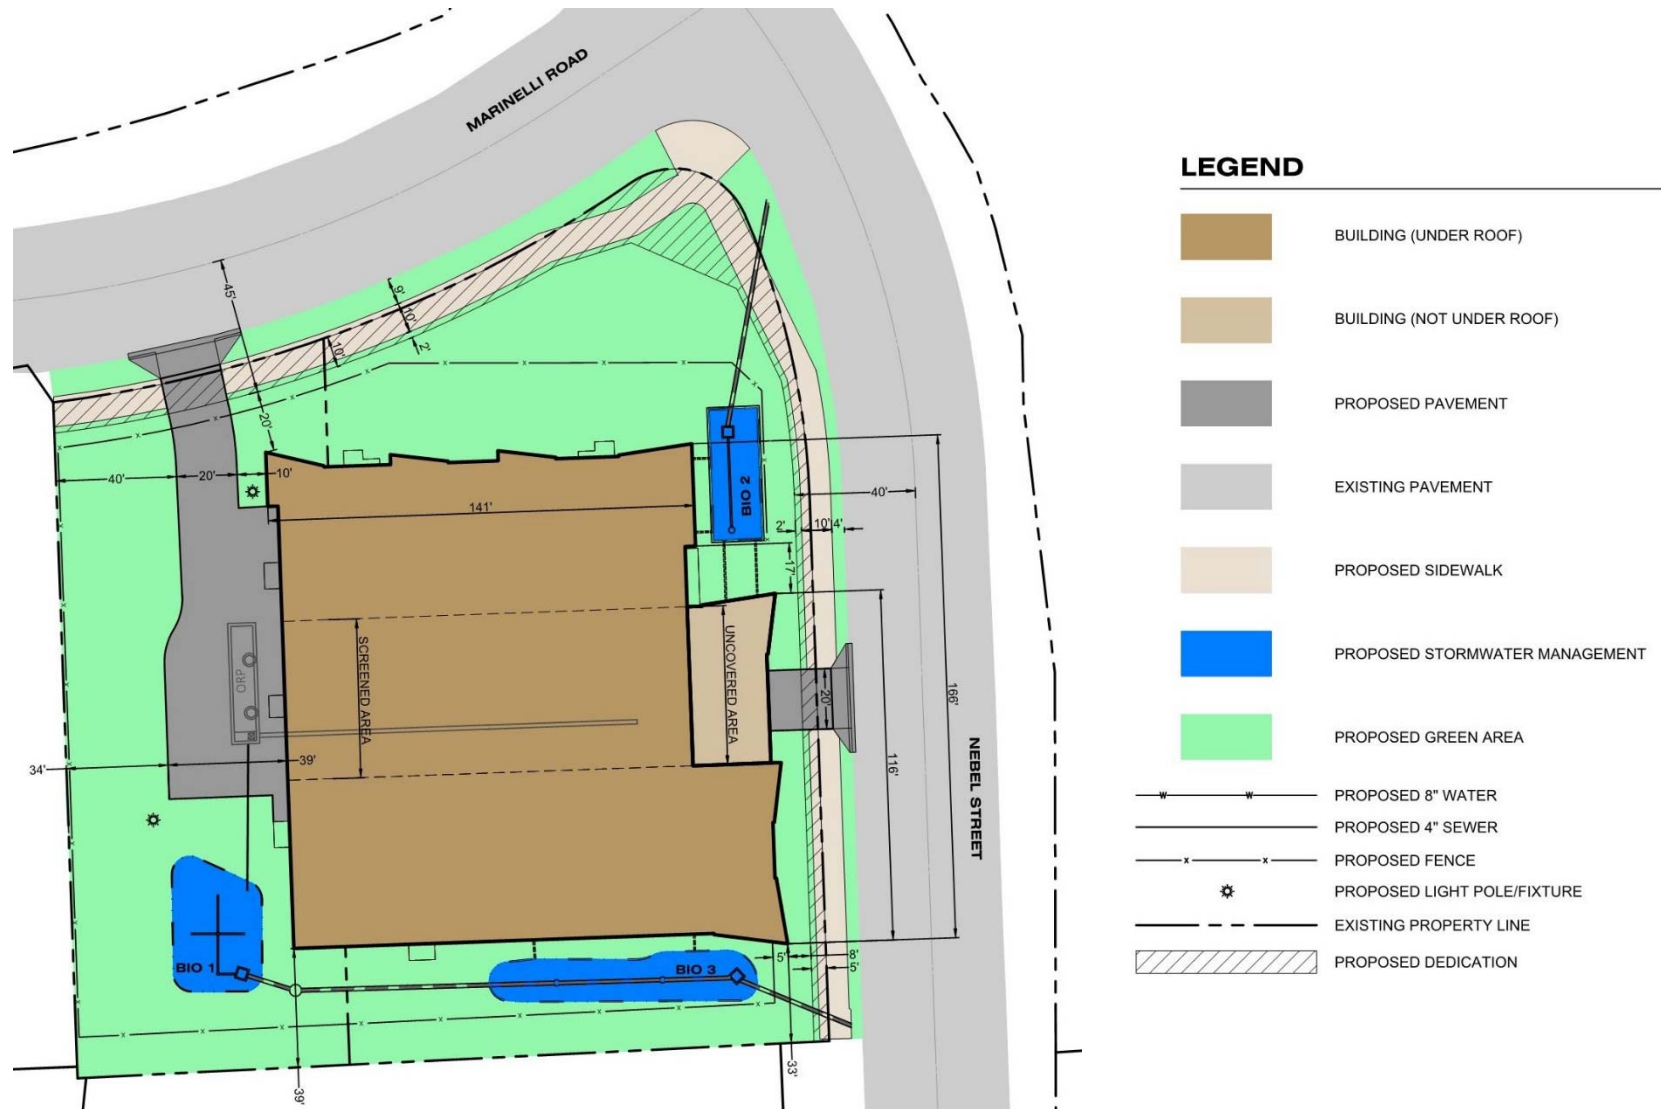 MARINELLI ROAD
45'
9'
10'
10'
2'
20'
40'
20'
10'
141'
BIO 2
40'
2'
10'
4'
17'
SCREENED AREA
UNCOVERED AREA
ORP
20'
166'
116'
NEBEL STREET
34'
39'
BIO 1
BIO 3
5'
8'
5'
39'
33'
LEGEND
BUILDING (UNDER ROOF)
BUILDING (NOT UNDER ROOF)
PROPOSED PAVEMENT
EXISTING PAVEMENT
PROPOSED SIDEWALK
PROPOSED STORMWATER MANAGEMENT
PROPOSED GREEN AREA
W W PROPOSED 8" WATER
PROPOSED 4" SEWER
x x PROPOSED FENCE
PROPOSED LIGHT POLE/FIXTURE
EXISTING PROPERTY LINE
PROPOSED DEDICATION